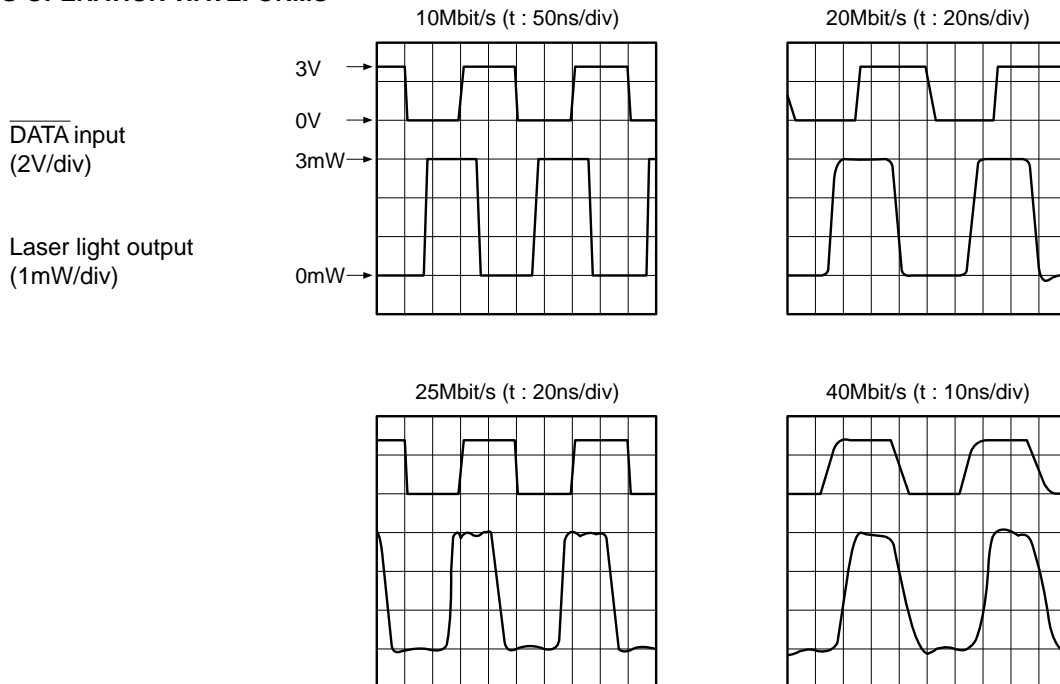 10Mbit/s (t : 50ns/div)
20Mbit/s (t : 20ns/div)
3V
0V
DATA input
(2V/div)
3mW
Laser light output
(1mW/div)
0mW
25Mbit/s (t : 20ns/div)
40Mbit/s (t : 10ns/div)